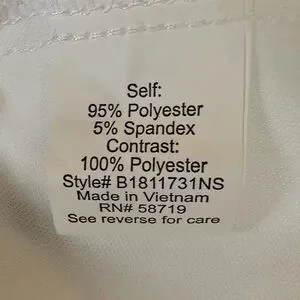 Self:
95% Polyester
5% Spandex
Contrast:
100% Polyester
Style# B1811731NS
Made in Vietnam
RN# 58719
See reverse for care